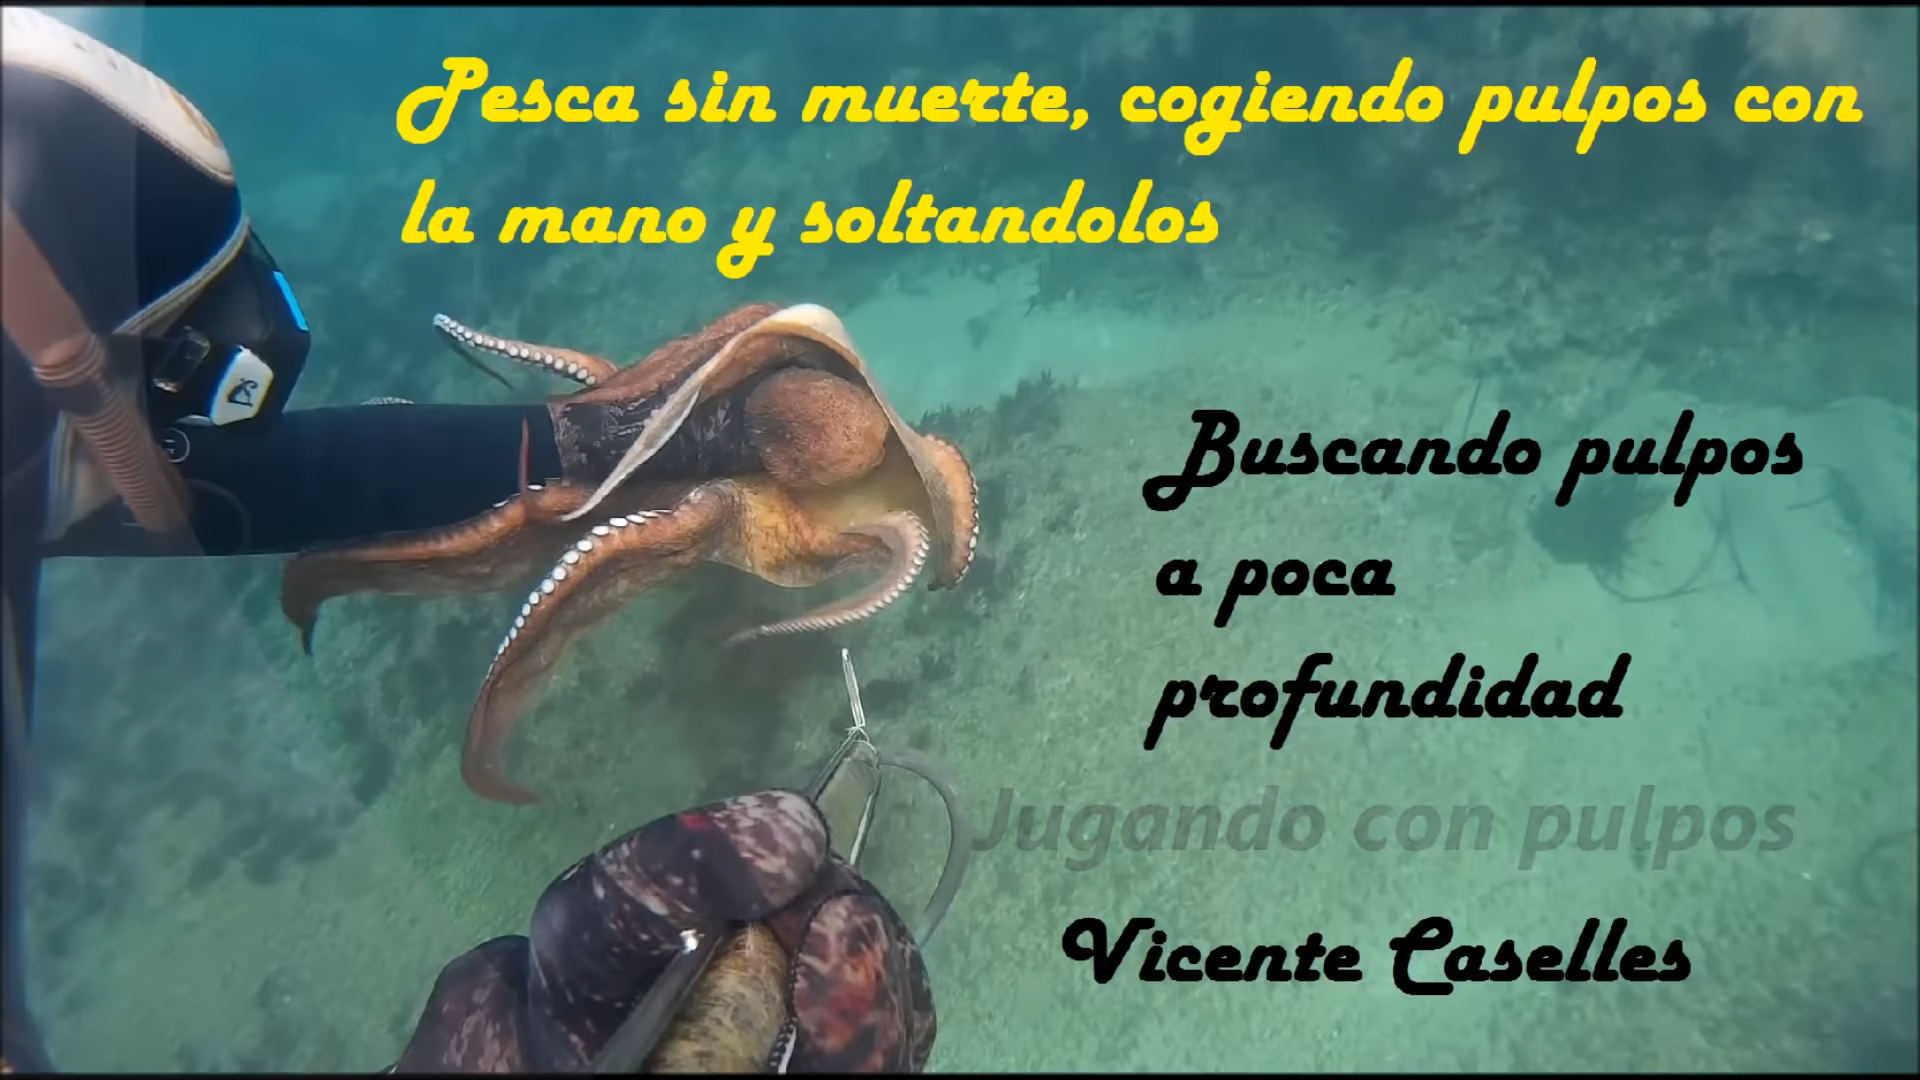 Pesca sin muerte, cogiendo pulpos con
la mano y soltandolos
Buscando pulpos
a poca
profundidad
Jugando con pulpos
Vicente Caselles